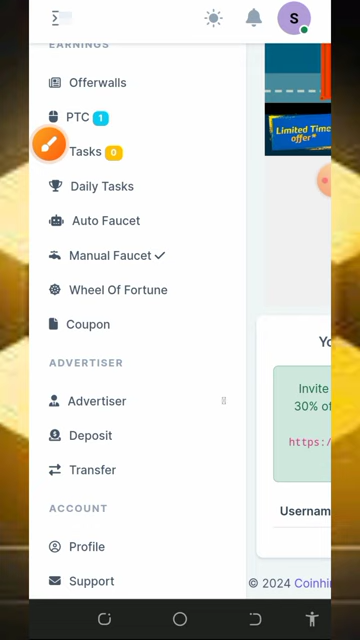 S
EARNINGS
Offerwalls
PTC 1
Tasks 0
Daily Tasks
Auto Faucet
Manual Faucet
Wheel Of Fortune
Coupon
ADVERTISER
Advertiser
Deposit
Transfer
ACCOUNT
Profile
Support
Limited Time
offer*
Yo
Invite
30% of
https:/
Usernam
© 2024 Coinhi